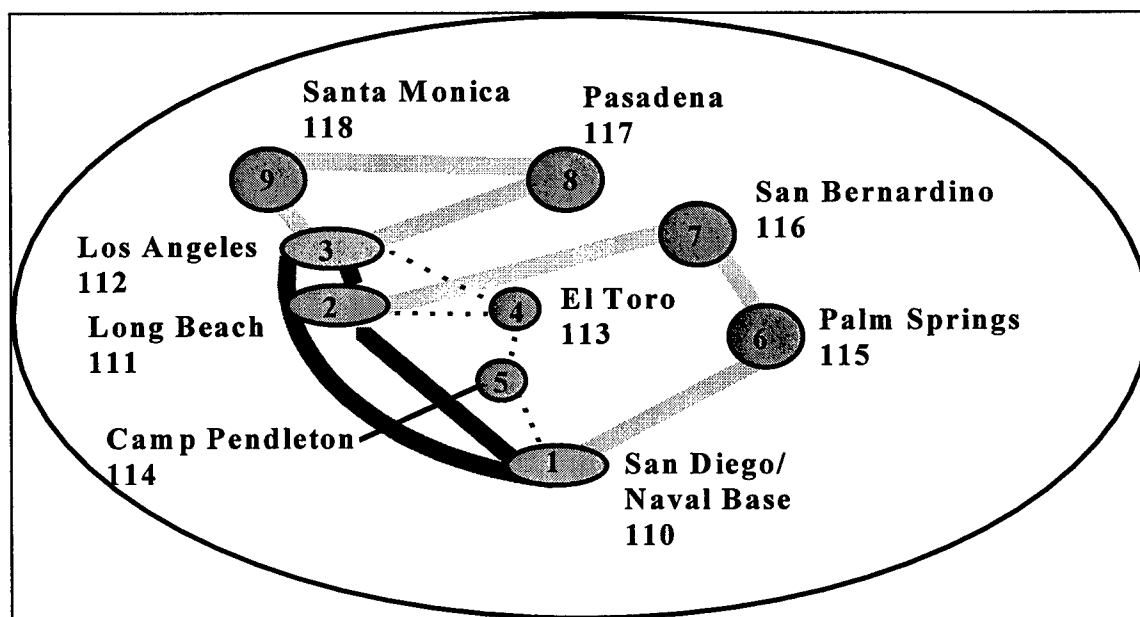 Santa Monica
118
Pasadena
117
9
8
San Bernardino
116
7
Los Angeles
112
3
Long Beach
111
2
4
El Toro
113
Palm Springs
115
6
5
Camp Pendleton
114
1
San Diego/
Naval Base
110